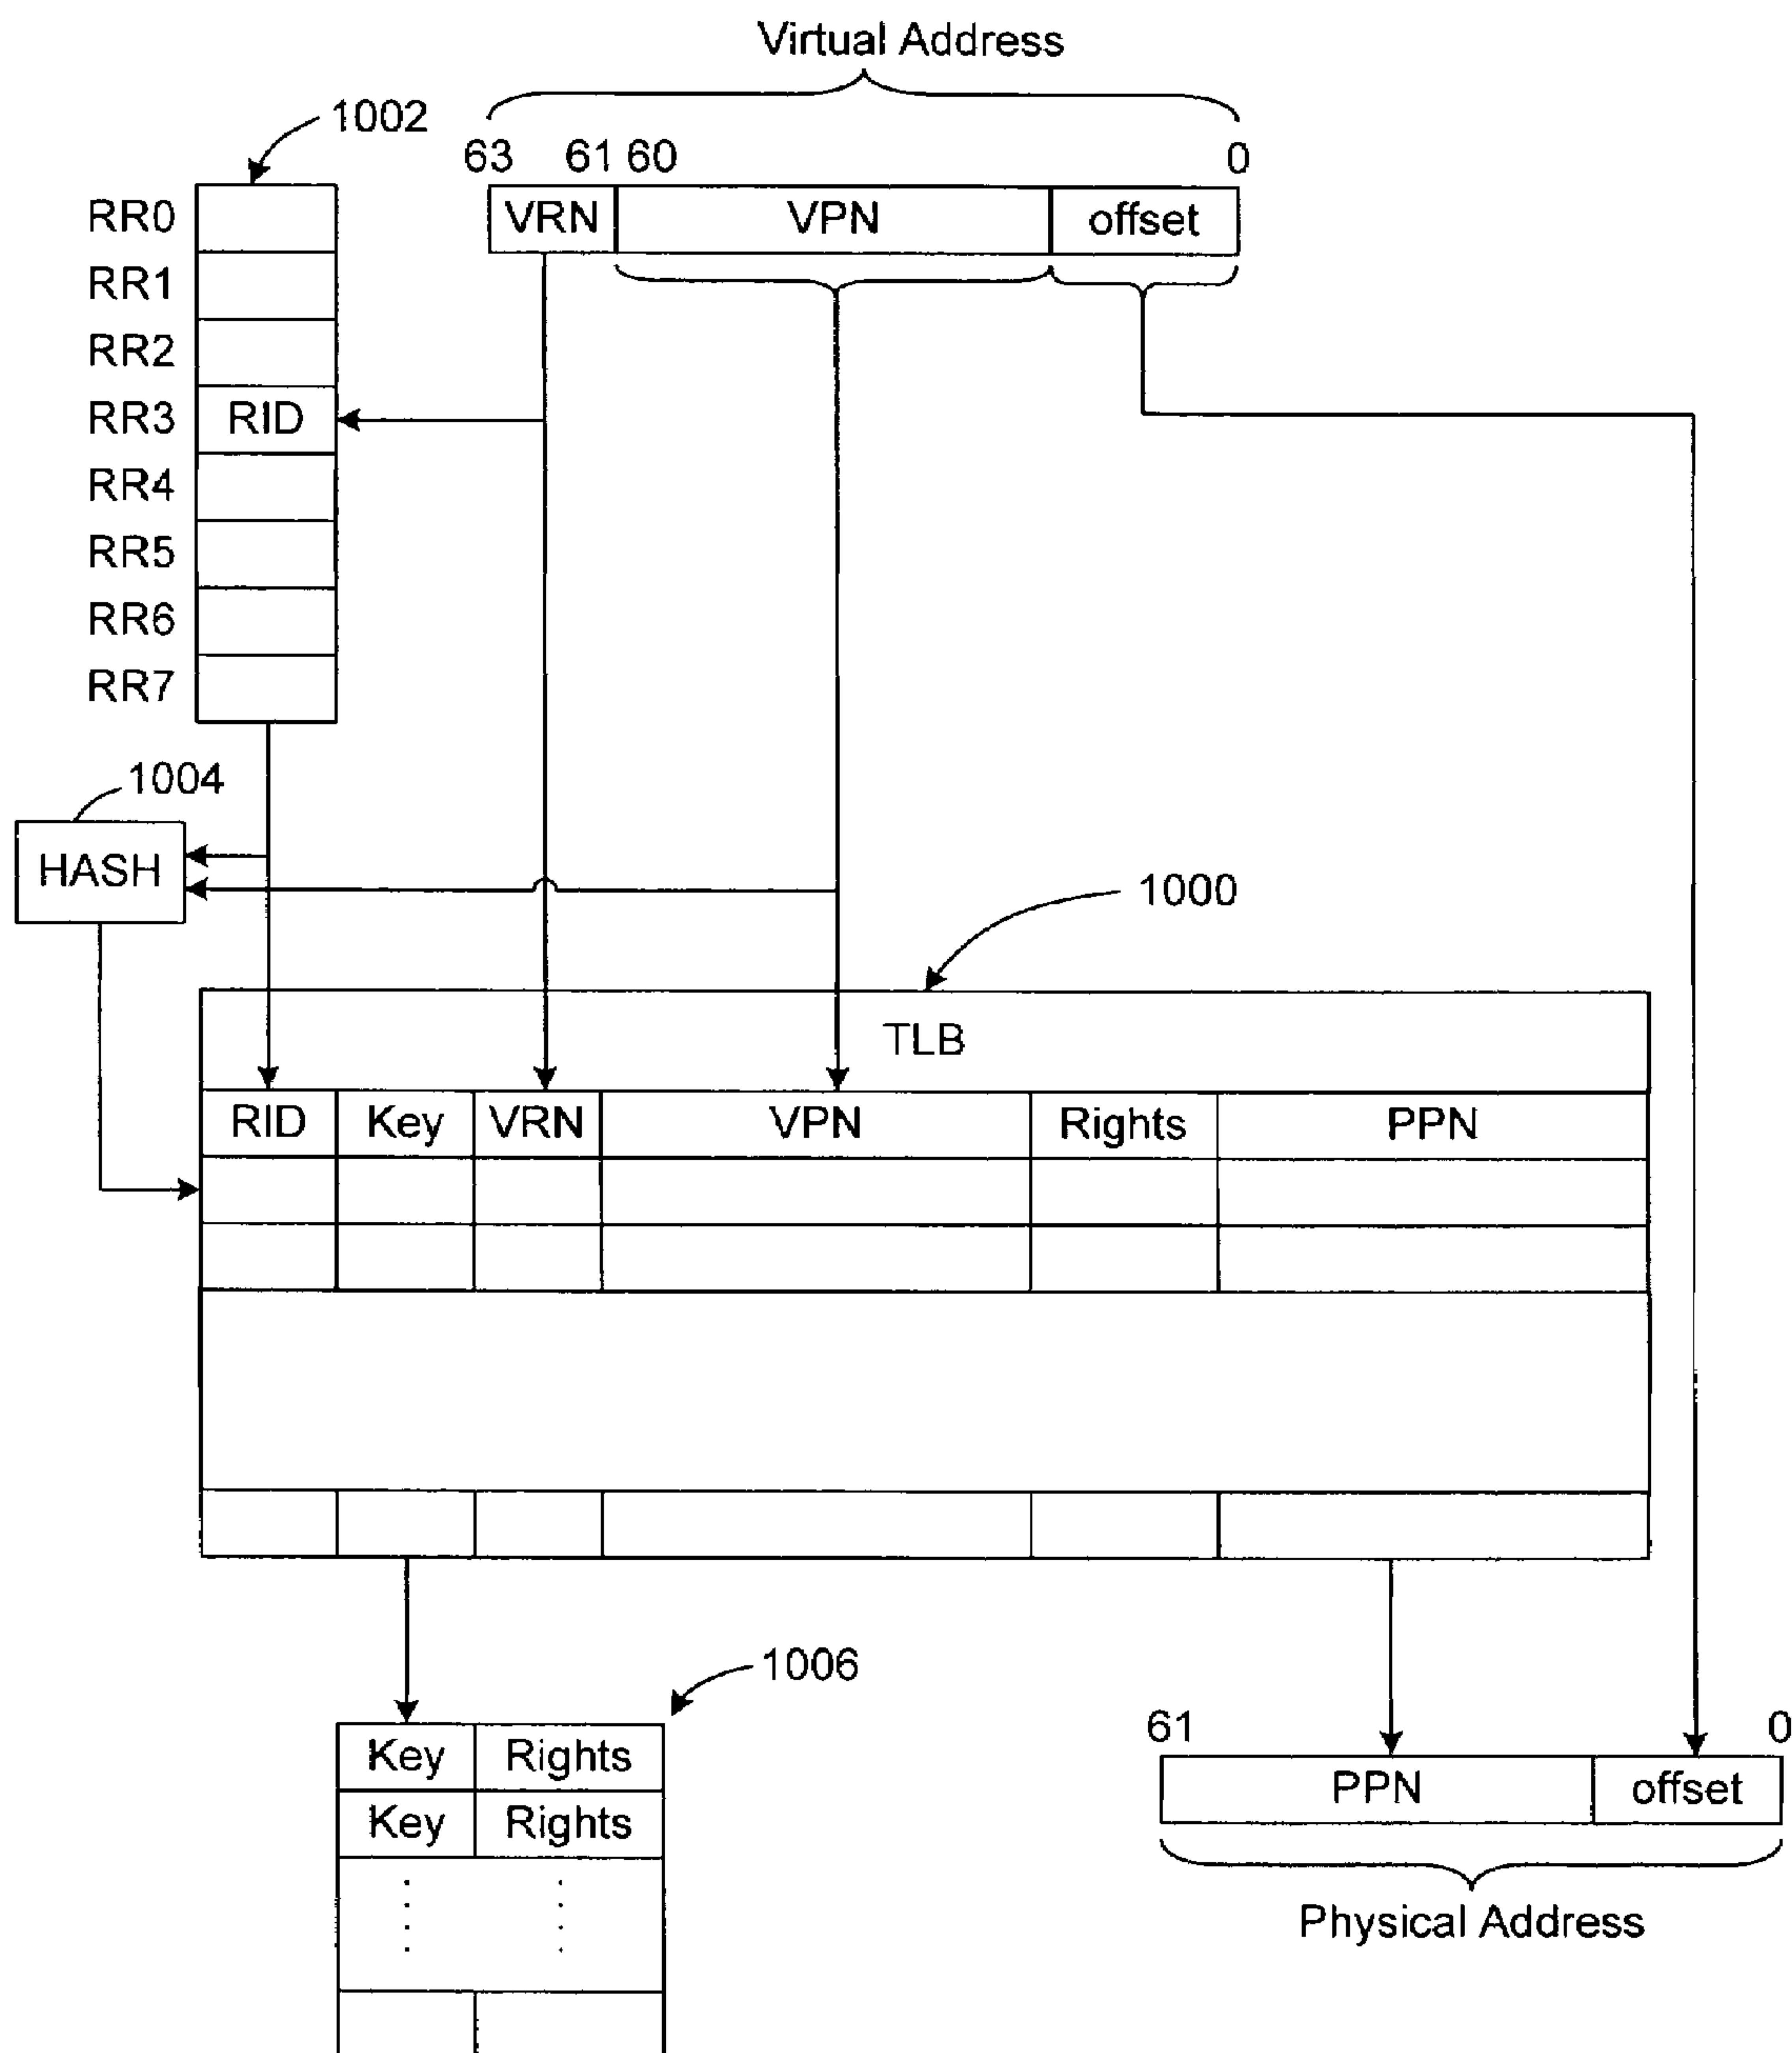 Virtual Address
1002
63 61 60 0
RR0
VRN VPN offset
RR1
RR2
RR3 RID
RR4
RR5
RR6
RR7
1004
HASH
1000
TLB
RID Key VRN VPN Rights PPN
1006
61 0
Key Rights
PPN offset
Key Rights
Physical Address